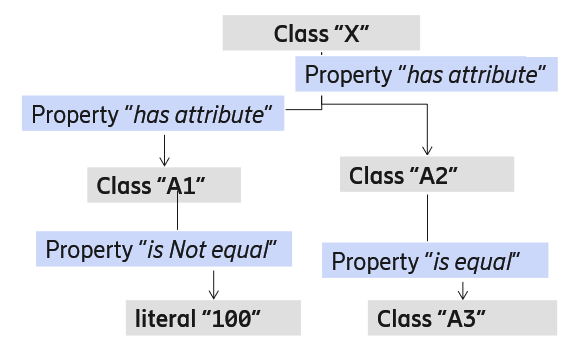 Class “X”
Property “has attribute”
Property “has attribute”
Class “A1”
Class “A2”
Property “is Not equal”
Property “is equal”
literal “100”
Class “A3”